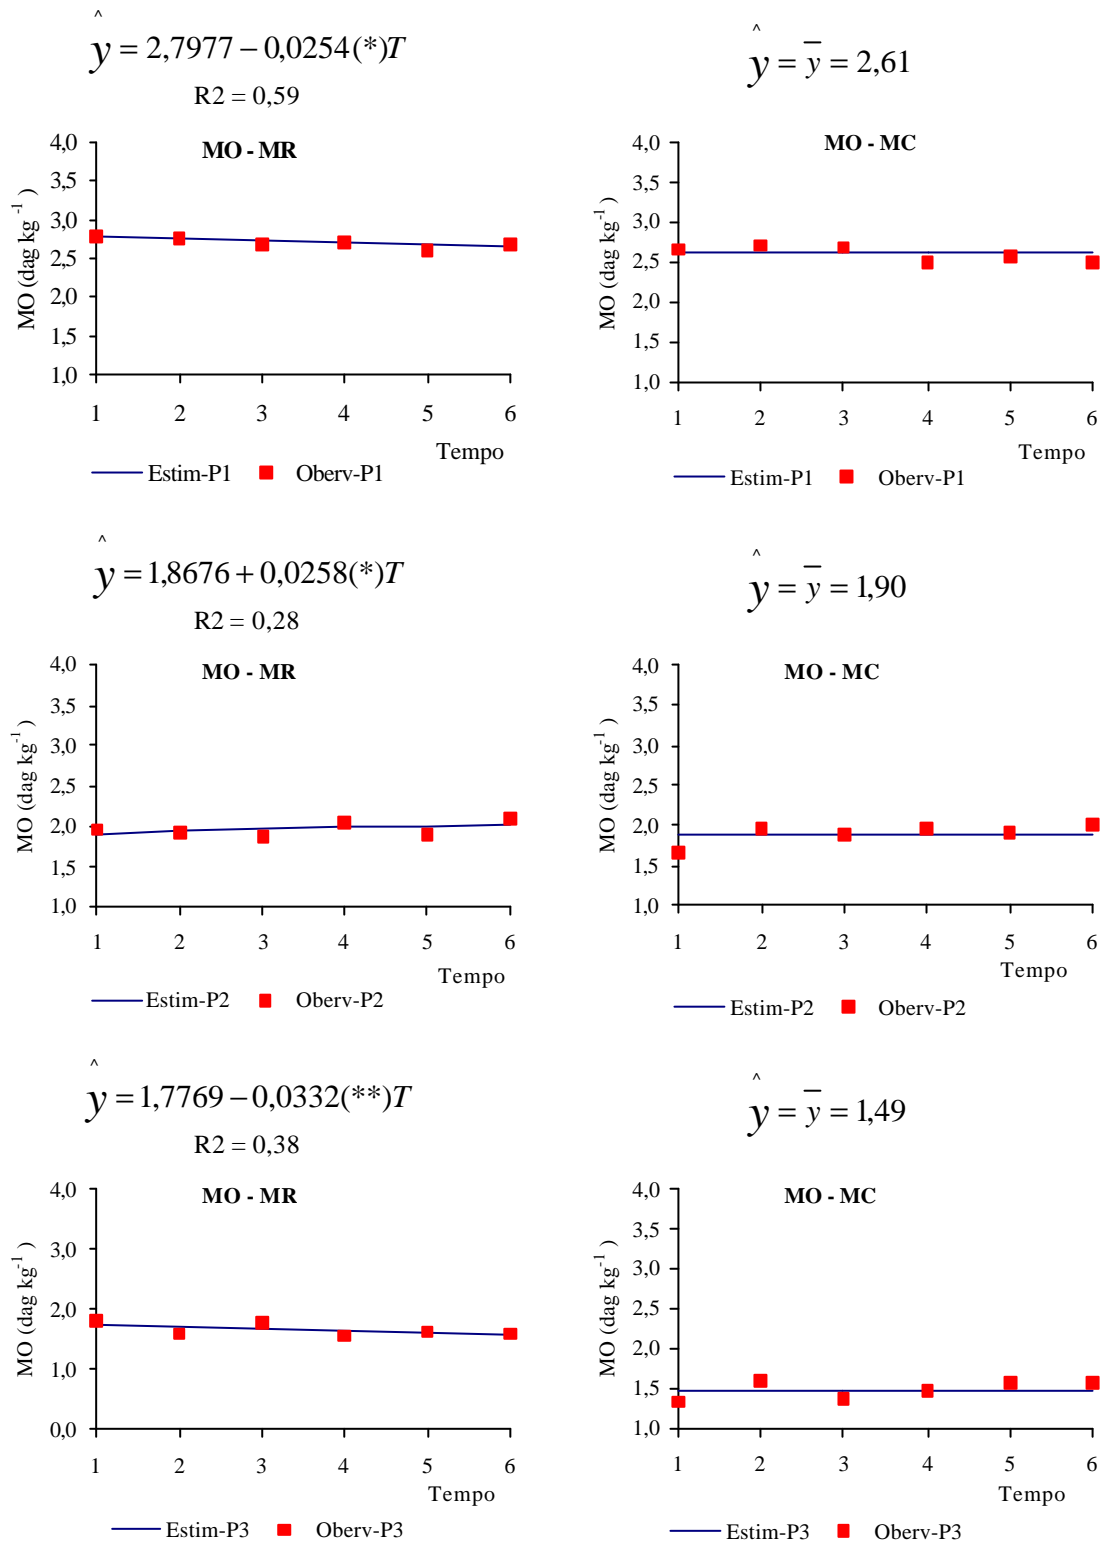 ŷ = 2,7977 – 0,0254(*)T
R2 = 0,59
MO - MR
4,0
3,5
3,0
2,5
2,0
1,5
1,0
MO (dag kg⁻¹ )
1 2 3 4 5 6
Tempo
Estim-P1 Oberv-P1
ŷ = y̅ = 2,61
MO - MC
4,0
3,5
3,0
2,5
2,0
1,5
1,0
MO (dag kg⁻¹ )
1 2 3 4 5 6
Tempo
Estim-P1 Oberv-P1
ŷ = 1,8676 + 0,0258(*)T
R2 = 0,28
MO - MR
4,0
3,5
3,0
2,5
2,0
1,5
1,0
MO (dag kg⁻¹ )
1 2 3 4 5 6
Tempo
Estim-P2 Oberv-P2
ŷ = y̅ = 1,90
MO - MC
4,0
3,5
3,0
2,5
2,0
1,5
1,0
MO (dag kg⁻¹ )
1 2 3 4 5 6
Tempo
Estim-P2 Oberv-P2
ŷ = 1,7769 – 0,0332(**)T
R2 = 0,38
MO - MR
4,0
3,0
2,0
1,0
0,0
MO (dag kg⁻¹ )
1 2 3 4 5 6
Tempo
Estim-P3 Oberv-P3
ŷ = y̅ = 1,49
MO - MC
4,0
3,5
3,0
2,5
2,0
1,5
1,0
MO (dag kg⁻¹ )
1 2 3 4 5 6
Tempo
Estim-P3 Oberv-P3